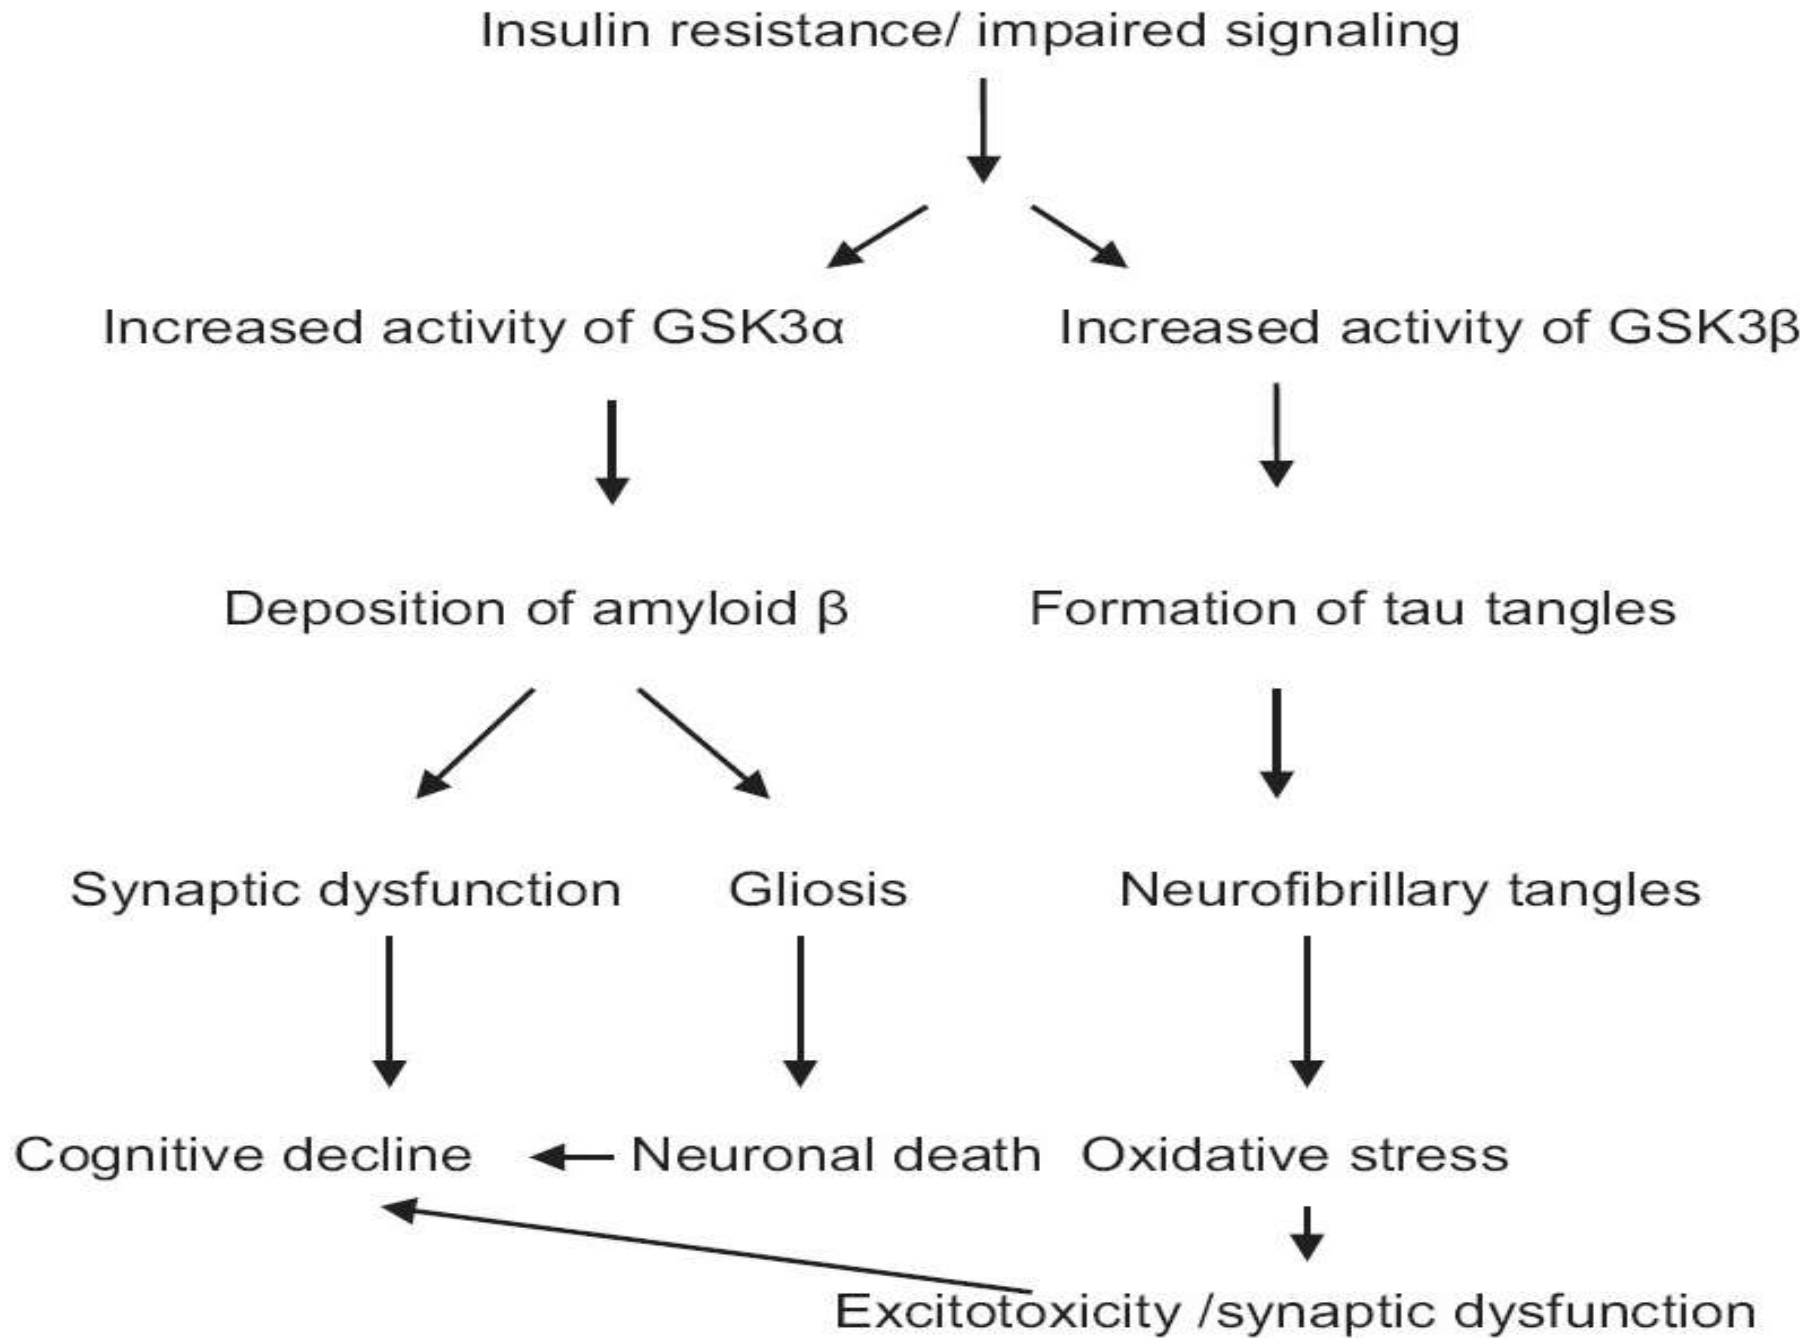 Insulin resistance/ impaired signaling
Increased activity of GSK3α
Increased activity of GSK3β
Deposition of amyloid β
Formation of tau tangles
Synaptic dysfunction
Gliosis
Neurofibrillary tangles
Cognitive decline
Neuronal death
Oxidative stress
Excitotoxicity /synaptic dysfunction